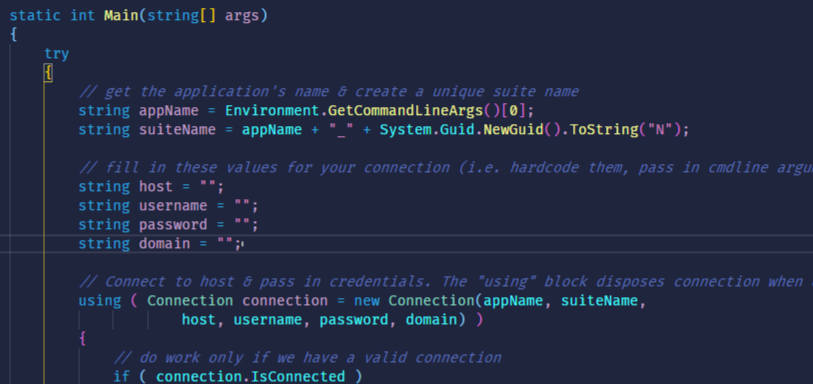 static int Main(string[] args)
{
try
{
// get the application's name & create a unique suite name
string appName = Environment.GetCommandLineArgs()[0];
string suiteName = appName + "_" + System.Guid.NewGuid().ToString("N");
// fill in these values for your connection (i.e. hardcode them, pass in cmdline
string host = "";
string username = "";
string password = "";
string domain = "";
// Connect to host & pass in credentials. The "using" block disposes connection when
using ( Connection connection = new Connection(appName, suiteName,
host, username, password, domain) )
{
// do work only if we have a valid connection
if ( connection.IsConnected )